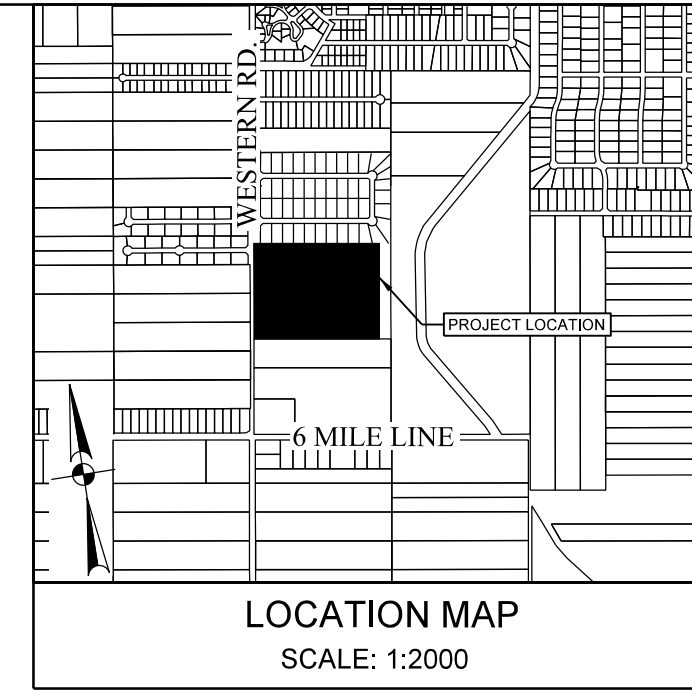 WESTERN RD.
PROJECT LOCATION
6 MILE LINE
LOCATION MAP
SCALE: 1:2000